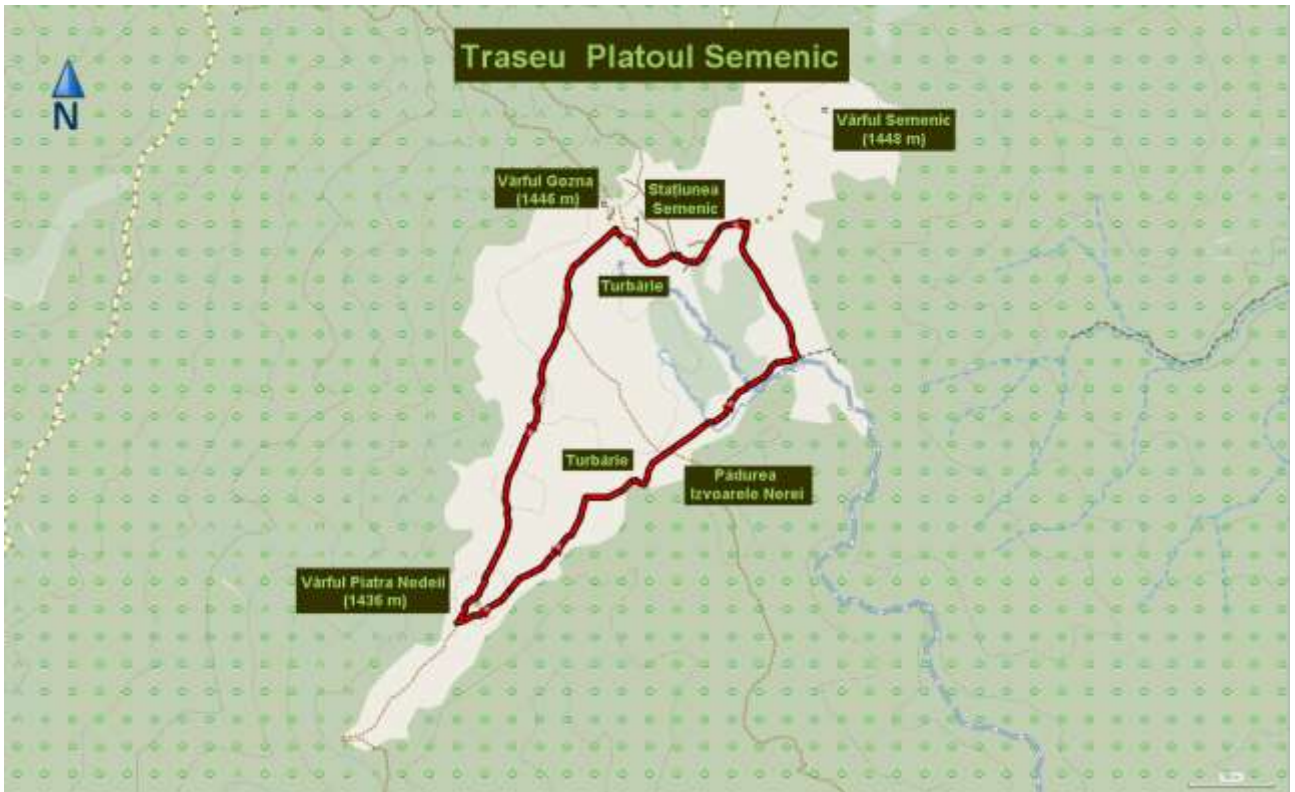 Traseu Platoul Semenic
N
Vârful Semenic
(1448 m)
Vârful Gozna
(1446 m)
Stațiunea
Semenic
Turbărie
Turbărie
Pădurea
Izvoarele Nerei
Vârful Piatra Nedeii
(1436 m)